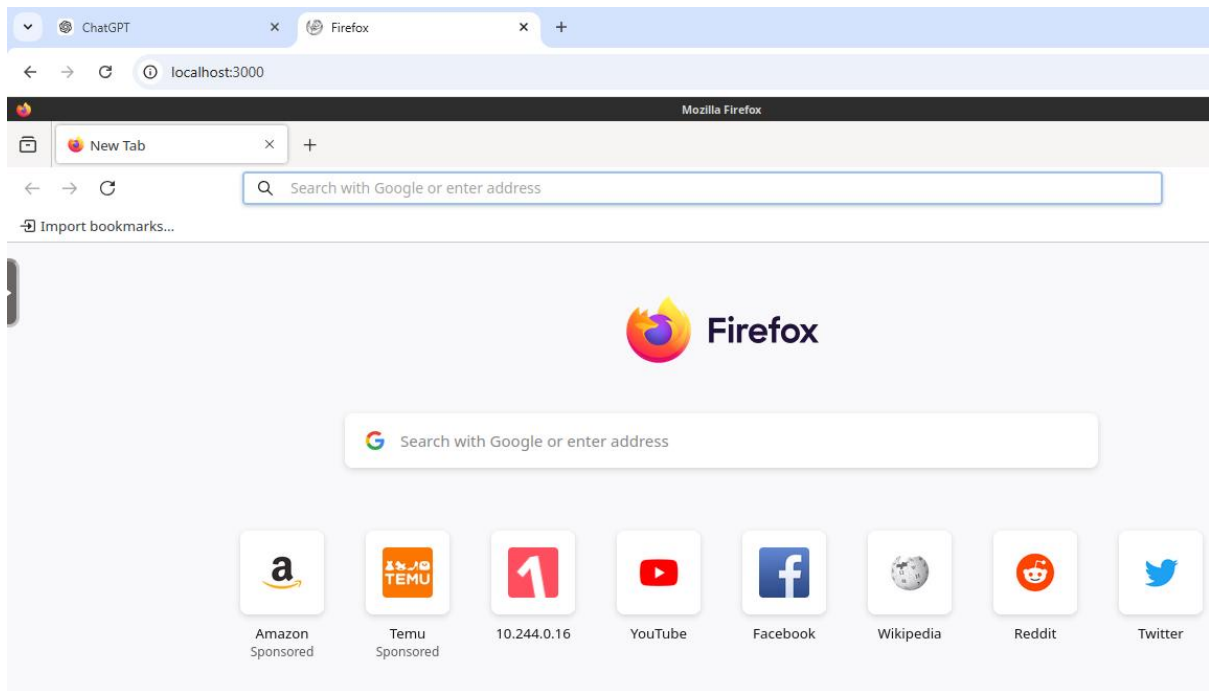 ChatGPT Firefox
localhost:3000
Mozilla Firefox
New Tab
Search with Google or enter address
Import bookmarks...
Firefox
Search with Google or enter address
a TEMU 1 f
Amazon Temu 10.244.0.16 YouTube Facebook Wikipedia Reddit Twitter
Sponsored Sponsored